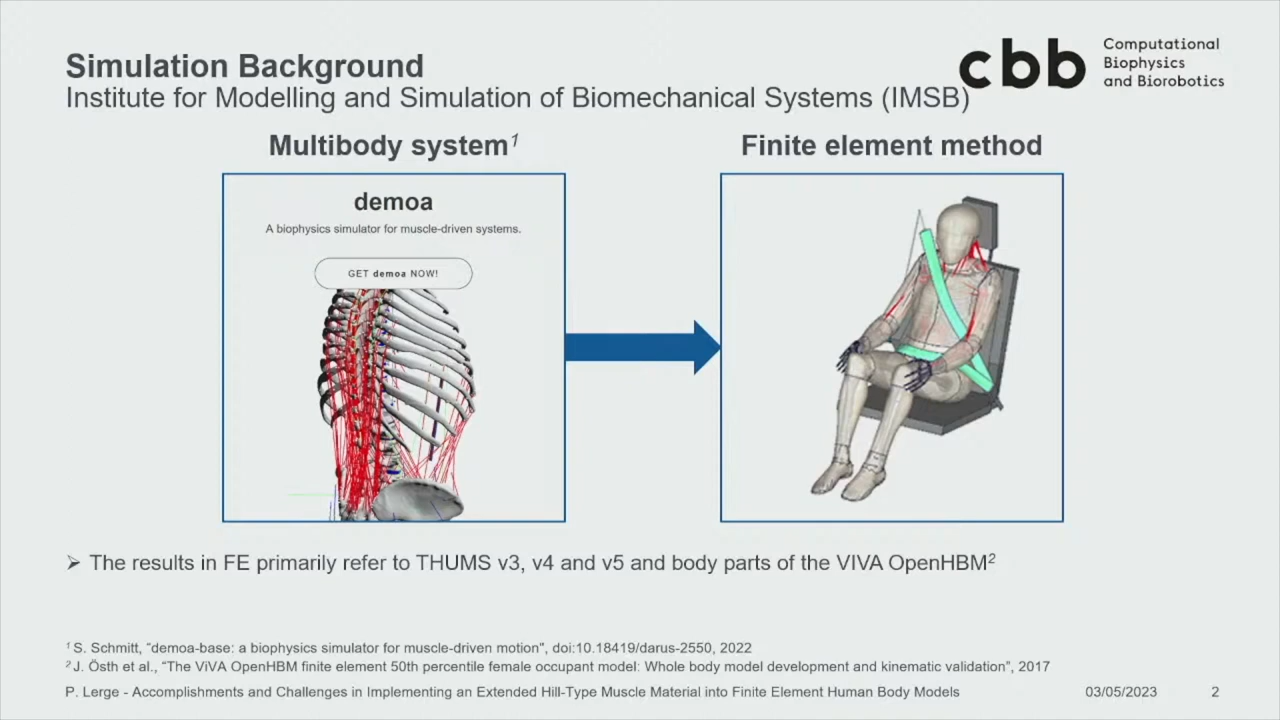 Simulation Background
Institute for Modelling and Simulation of Biomechanical Systems (IMSB)
cbb
Computational
Biophysics
and Biorobotics
Multibody system¹
Finite element method
demoa
A biophysics simulator for muscle-driven systems.
GET demoa NOW!
➢ The results in FE primarily refer to THUMS v3, v4 and v5 and body parts of the VIVA OpenHBM²
¹ S. Schmitt, "demoa-base: a biophysics simulator for muscle-driven motion", doi:10.18419/darus-2550, 2022
² J. Östh et al., "The ViVA OpenHBM finite element 50th percentile female occupant model: Whole body model development and kinematic validation", 2017
P. Lerge - Accomplishments and Challenges in Implementing an Extended Hill-Type Muscle Material into Finite Element Human Body Models 03/05/2023 2